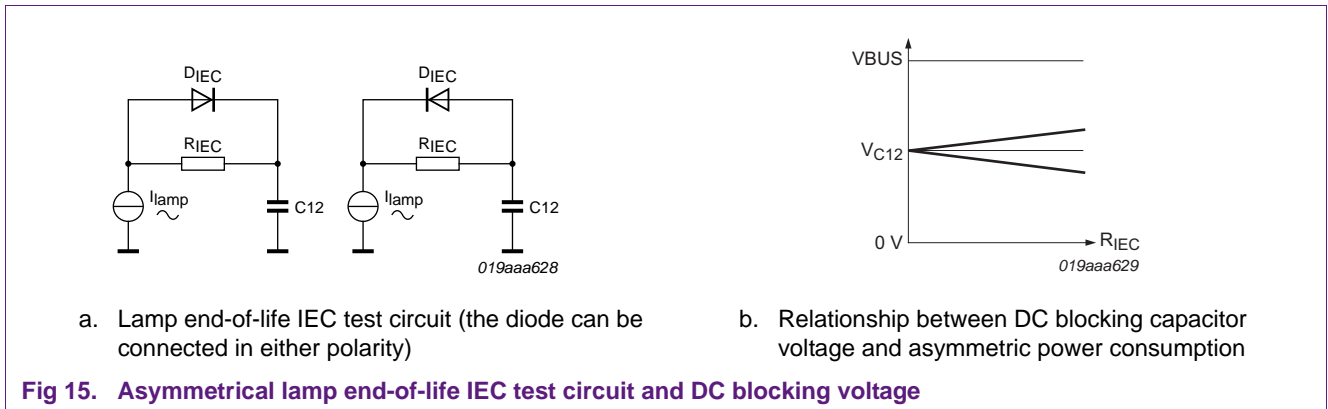 DIEC
DIEC
RIEC
RIEC
Ilamp
C12
Ilamp
C12
019aaa628
VBUS
VC12
0 V
RIEC
019aaa629
a. Lamp end-of-life IEC test circuit (the diode can be
connected in either polarity)
b. Relationship between DC blocking capacitor
voltage and asymmetric power consumption
Fig 15. Asymmetrical lamp end-of-life IEC test circuit and DC blocking voltage